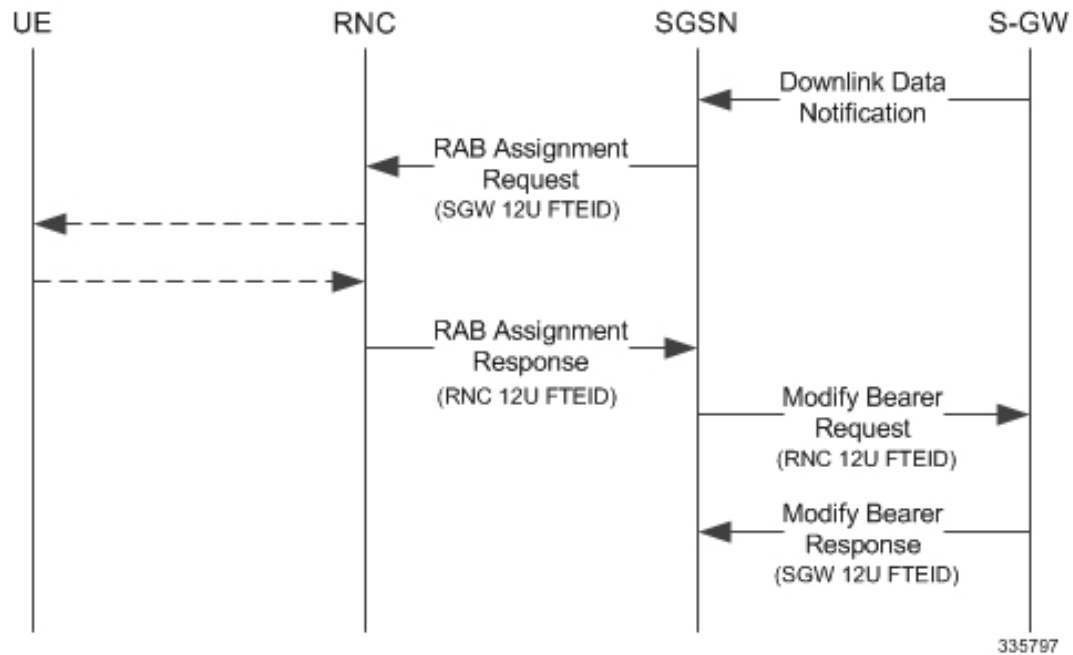 UE RNC SGSN S-GW
Downlink Data
Notification
RAB Assignment
Request
(SGW 12U FTEID)
RAB Assignment
Response
(RNC 12U FTEID)
Modify Bearer
Request
(RNC 12U FTEID)
Modify Bearer
Response
(SGW 12U FTEID)
335797